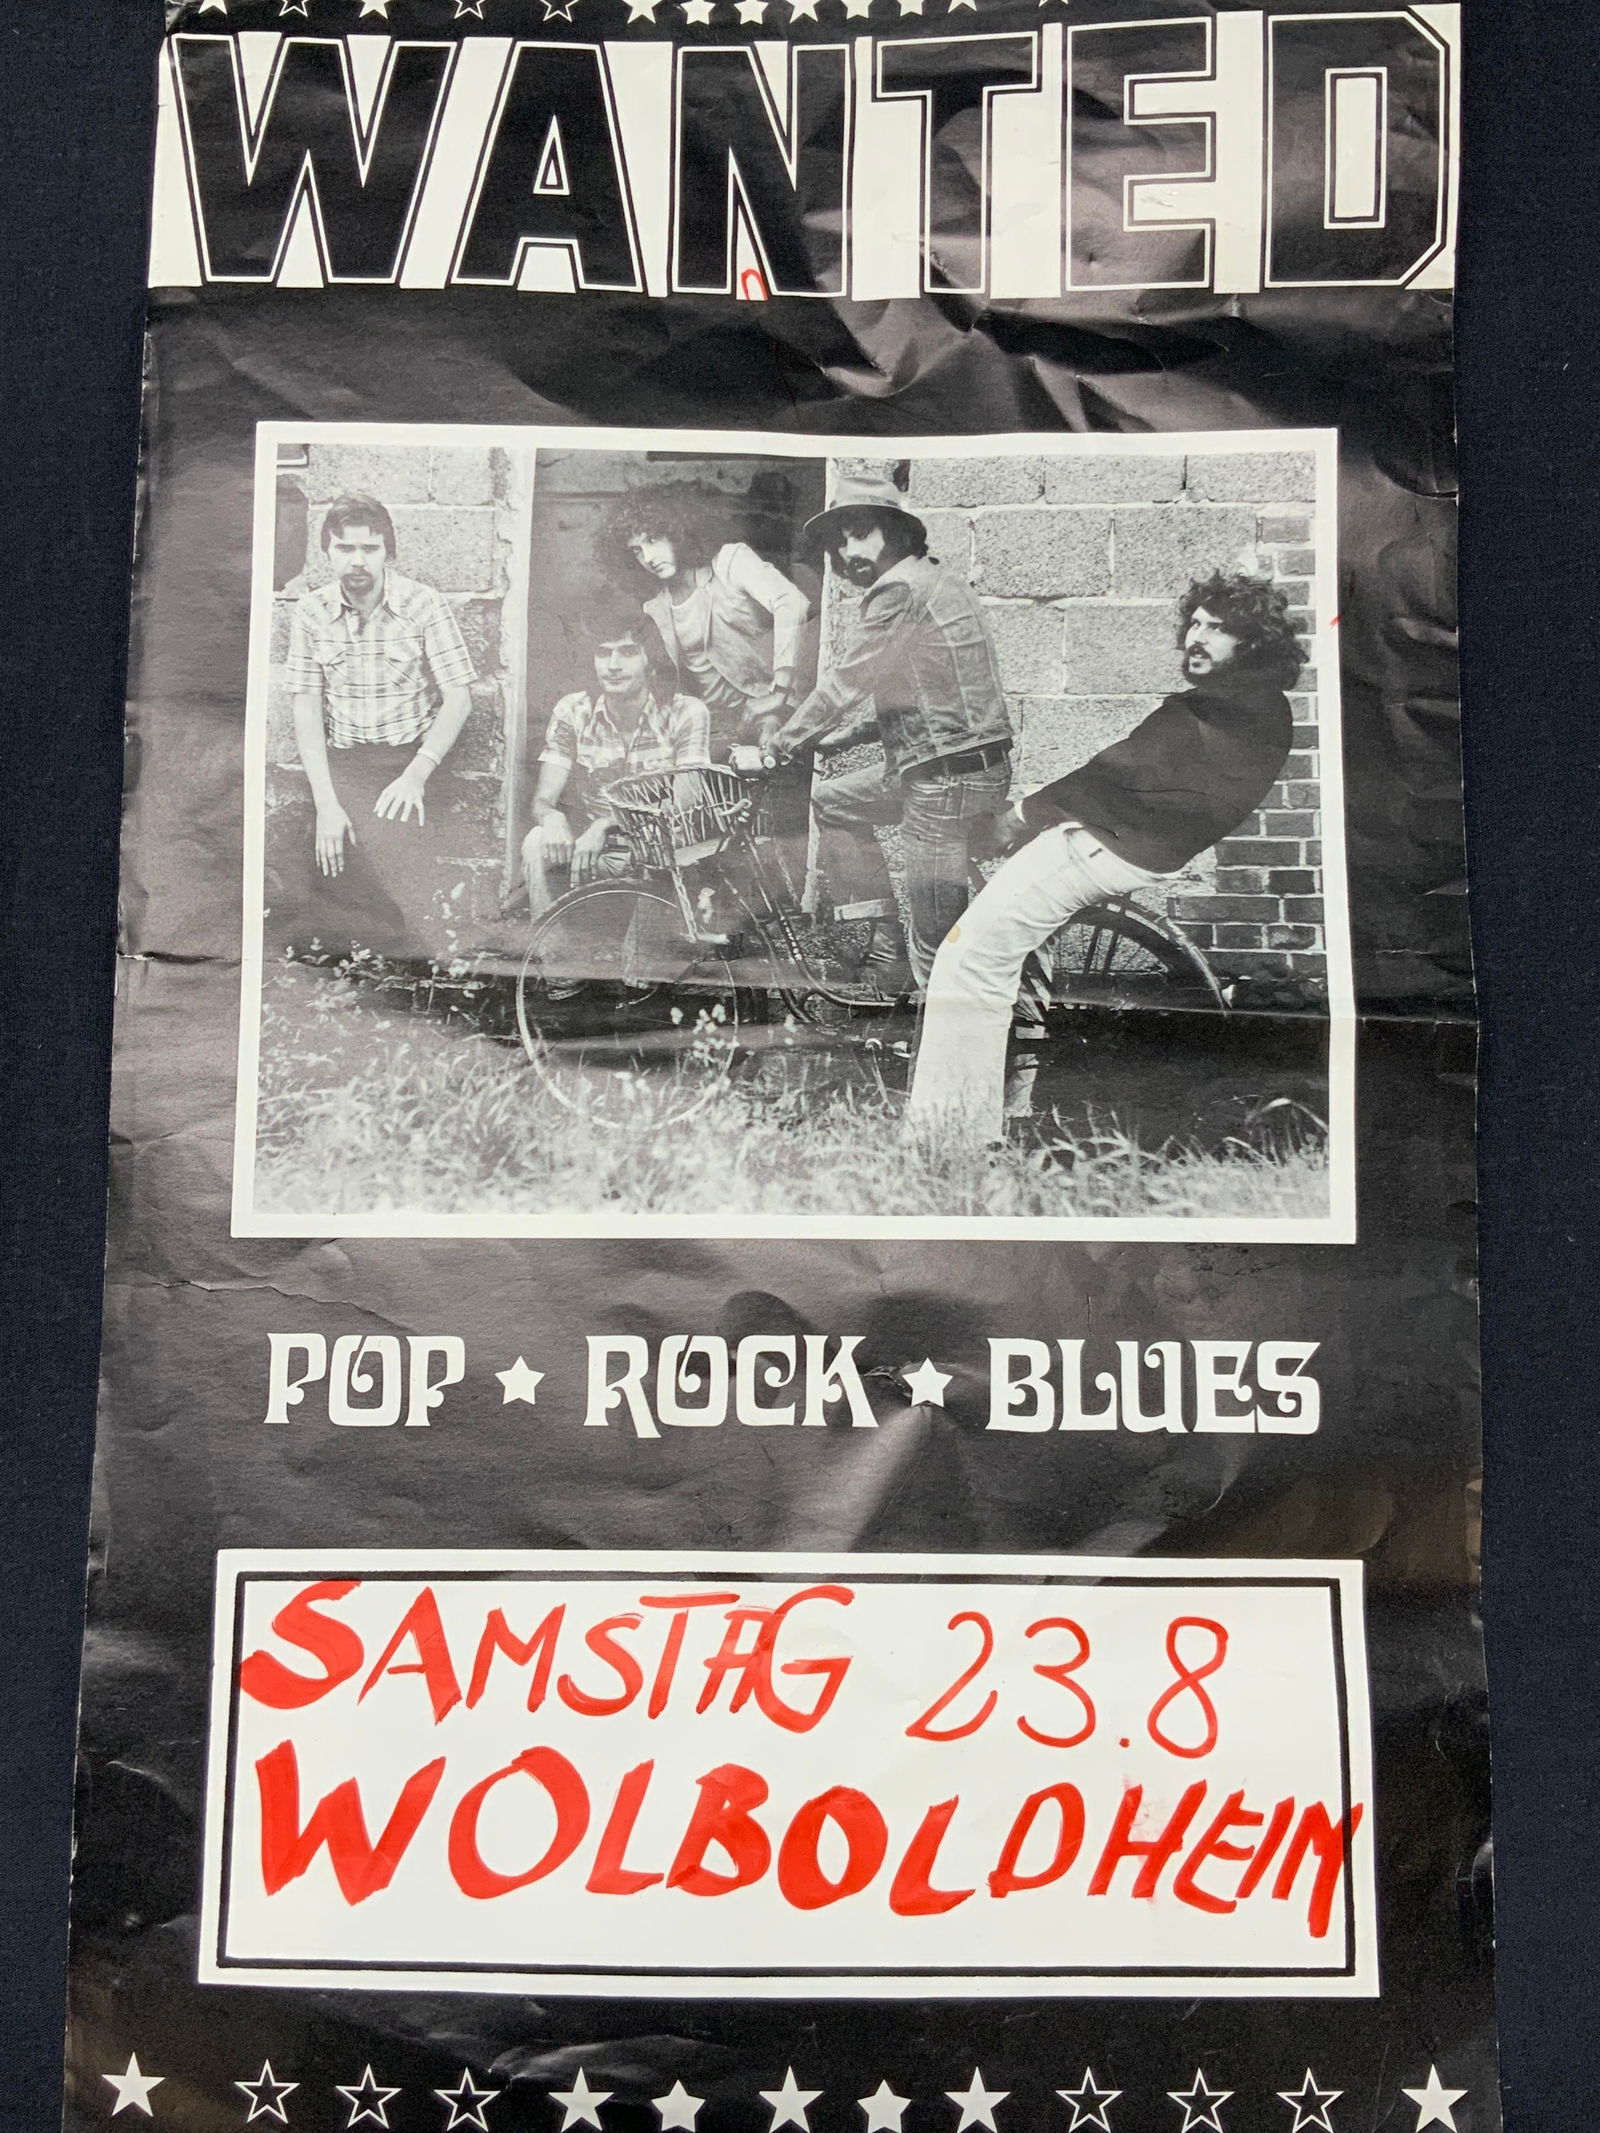 WANTED
POP ★ ROCK ★ BLUES
SAMSTAG 23.8
WOLBOLDHEIM